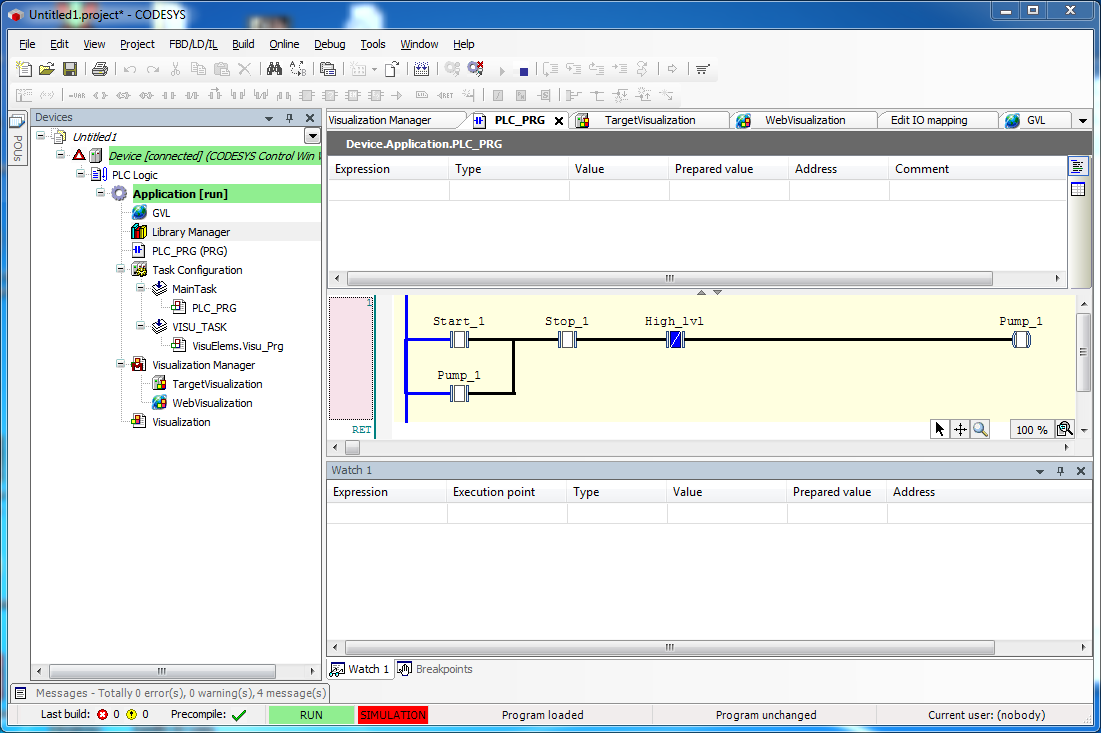 Untitled1.project* - CODESYS
File Edit View Project FBD/LD/IL Build Online Debug Tools Window Help
Devices
POUs
Untitled1
Device [connected] (CODESYS Control Win V
PLC Logic
Application [run]
GVL
Library Manager
PLC_PRG (PRG)
Task Configuration
MainTask
PLC_PRG
VISU_TASK
VisuElems.Visu_Prg
Visualization Manager
TargetVisualization
WebVisualization
Visualization
Visualization Manager PLC_PRG TargetVisualization WebVisualization Edit IO mapping GVL
Device.Application.PLC_PRG
Expression Type Value Prepared value Address Comment
1
Start_1 Stop_1 High_lvl Pump_1
Pump_1
RET
100 %
Watch 1
Expression Execution point Type Value Prepared value Address
Watch 1 Breakpoints
Messages - Totally 0 error(s), 0 warning(s), 4 message(s)
Last build: 0 0 Precompile: RUN SIMULATION Program loaded Program unchanged Current user: (nobody)